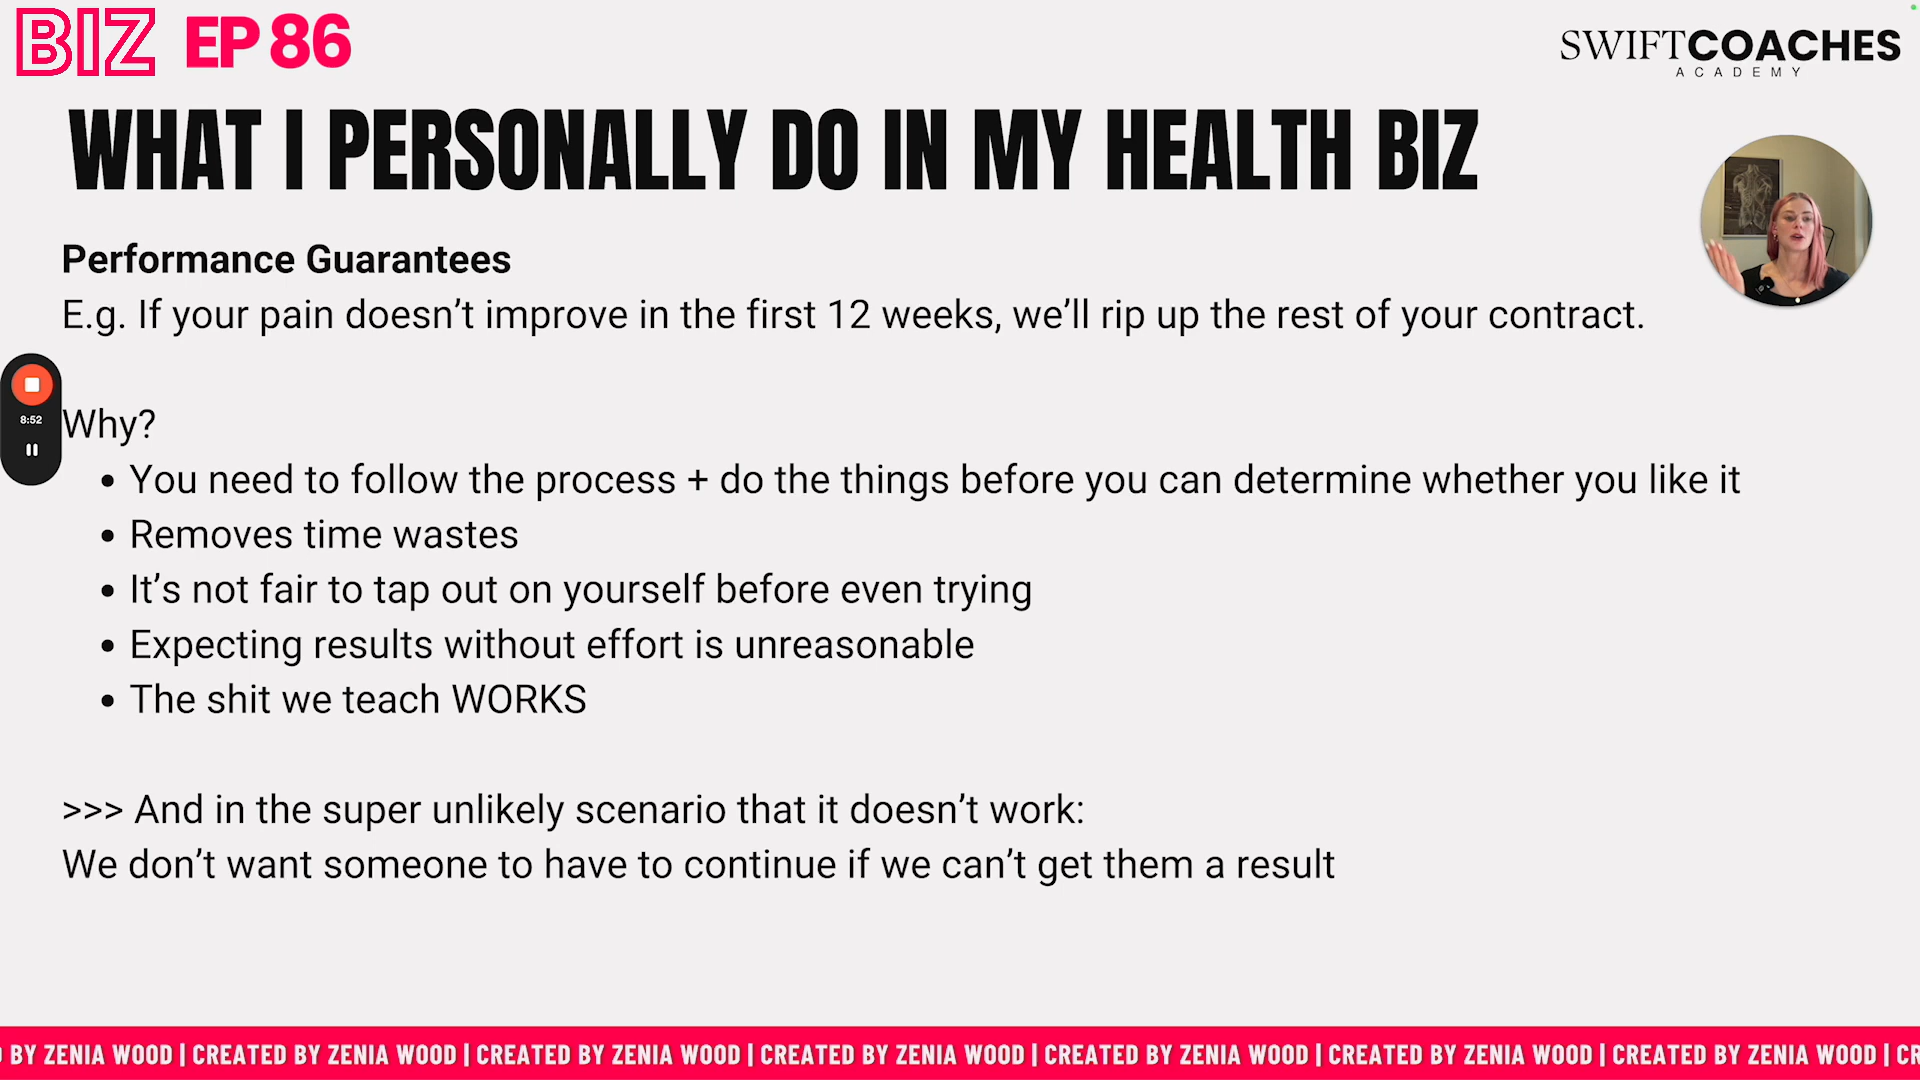 BIZ EP 86
SWIFTCOACHES
ACADEMY
WHAT I PERSONALLY DO IN MY HEALTH BIZ
Performance Guarantees
E.g. If your pain doesn’t improve in the first 12 weeks, we’ll rip up the rest of your contract.
8:52
Why?
• You need to follow the process + do the things before you can determine whether you like it
• Removes time wastes
• It’s not fair to tap out on yourself before even trying
• Expecting results without effort is unreasonable
• The shit we teach WORKS
>>> And in the super unlikely scenario that it doesn’t work:
We don’t want someone to have to continue if we can’t get them a result
D BY ZENIA WOOD | CREATED BY ZENIA WOOD | CREATED BY ZENIA WOOD | CREATED BY ZENIA WOOD | CREATED BY ZENIA WOOD | CREATED BY ZENIA WOOD | CREATED BY ZENIA WOOD | CR